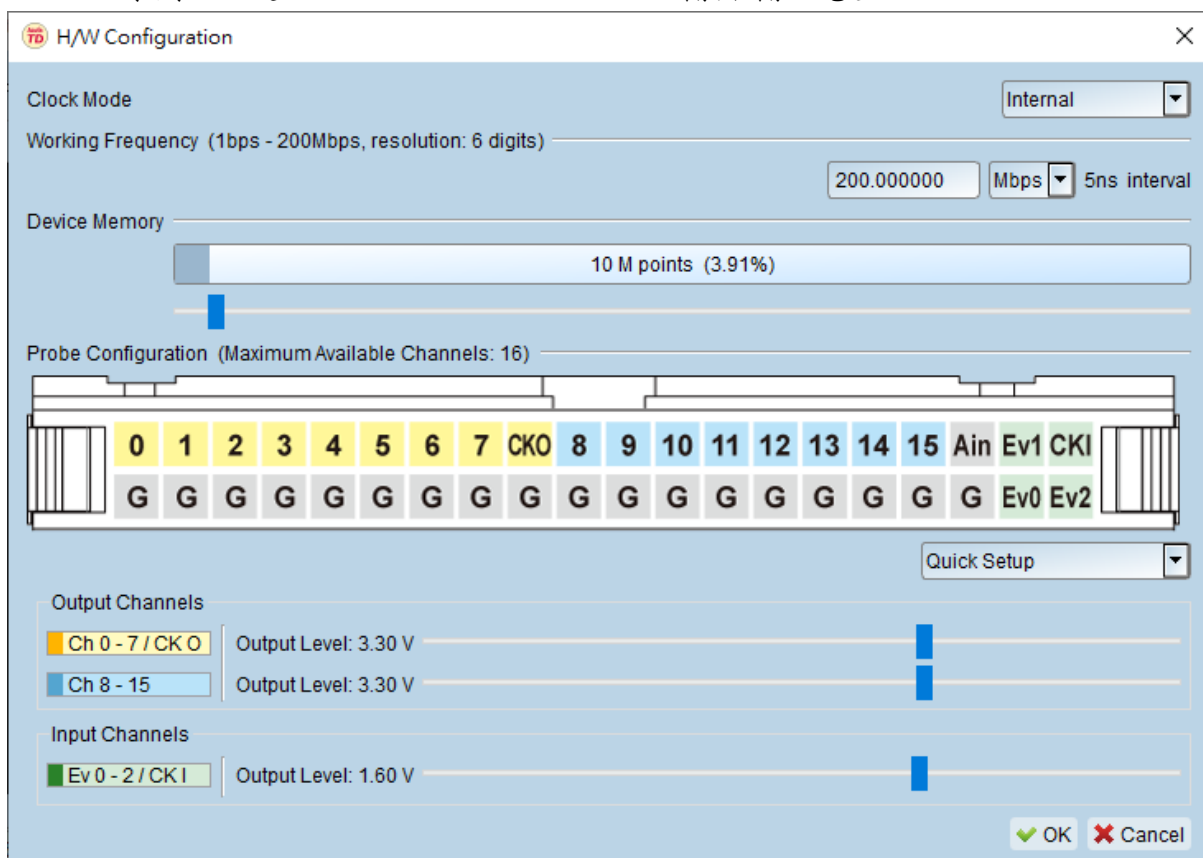 TD H/W Configuration
Clock Mode
Internal
Working Frequency (1bps - 200Mbps, resolution: 6 digits)
200.000000 Mbps 5ns interval
Device Memory
10 M points (3.91%)
Probe Configuration (Maximum Available Channels: 16)
0 1 2 3 4 5 6 7 CKO 8 9 10 11 12 13 14 15 Ain Ev1 CKI
G G G G G G G G G G G G G G G G G G Ev0 Ev2
Quick Setup
Output Channels
Ch 0 - 7 / CK O Output Level: 3.30 V
Ch 8 - 15 Output Level: 3.30 V
Input Channels
Ev 0 - 2 / CK I Output Level: 1.60 V
OK Cancel